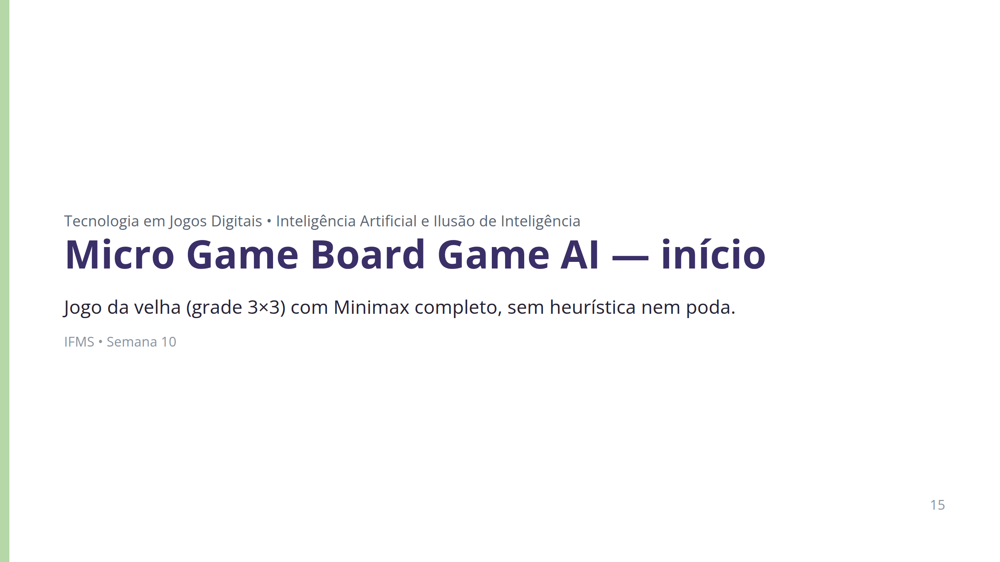 Tecnologia em Jogos Digitais • Inteligência Artificial e Ilusão de Inteligência
Micro Game Board Game AI — início
Jogo da velha (grade 3×3) com Minimax completo, sem heurística nem poda.
IFMS • Semana 10
15